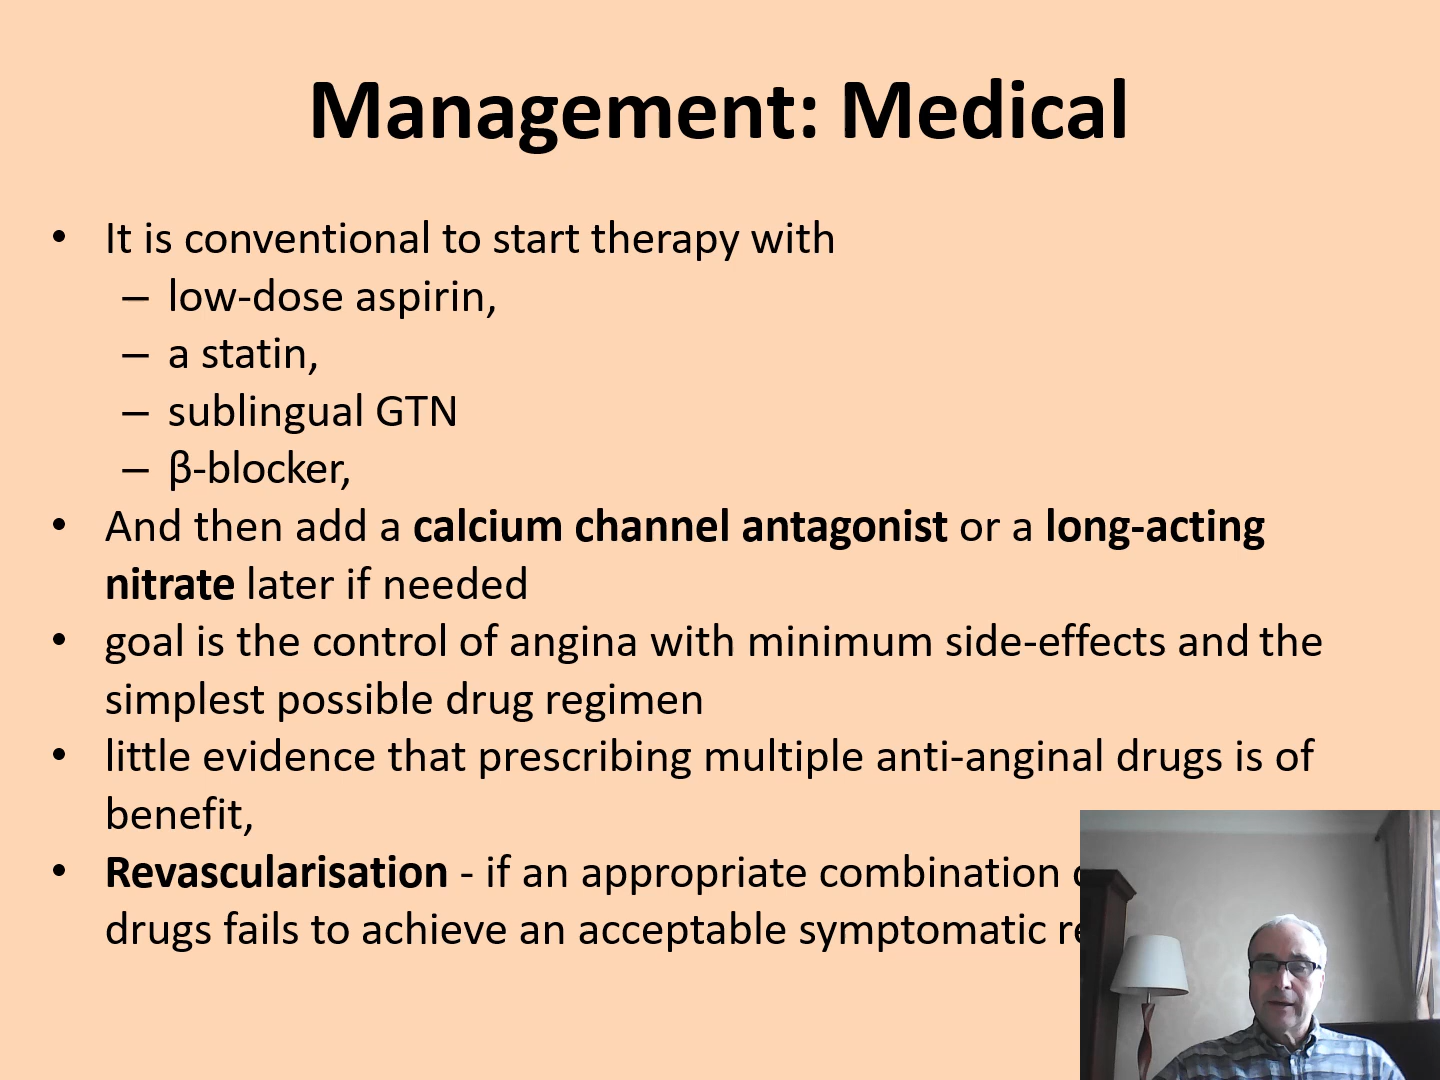 Management: Medical
• It is conventional to start therapy with
– low-dose aspirin,
– a statin,
– sublingual GTN
– β-blocker,
• And then add a calcium channel antagonist or a long-acting
nitrate later if needed
• goal is the control of angina with minimum side-effects and the
simplest possible drug regimen
• little evidence that prescribing multiple anti-anginal drugs is of
benefit,
• Revascularisation - if an appropriate combination
drugs fails to achieve an acceptable symptomatic